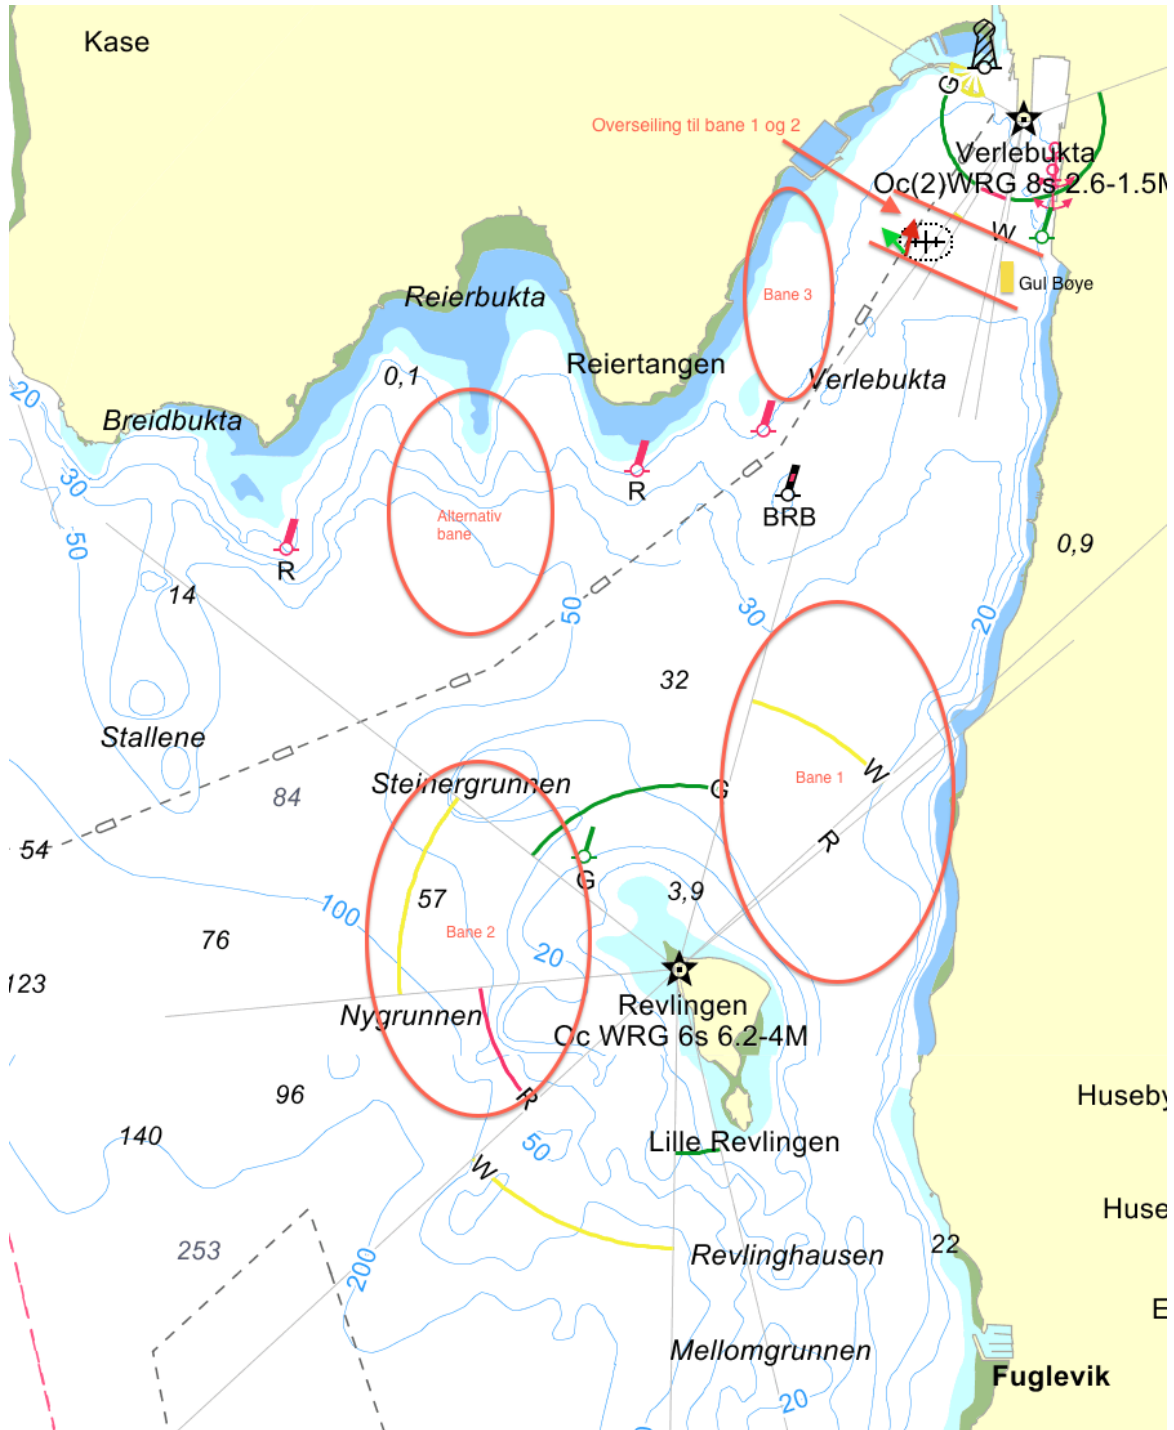 Kase
G
Overseiling til bane 1 og 2
Verlebukta
Oc(2)WRG 8s 2.6-1.5M
W
Gul Bøye
Bane 3
Reierbukta
Reiertangen
Verlebukta
0,1
20
Breidbukta
30
R
R
BRB
Alternativ
bane
50
0,9
14
50
30
20
32
Stallene
Steinergrunnen
84
G
W
Bane 1
R
54
G
57
3,9
100
Bane 2
76
20
123
Revlingen
Nygrunnen
Oc WRG 6s 6.2-4M
96
R
Huseby
140
50
Lille Revlingen
W
Huse
253
200
Revlinghausen
22
E
Mellomgrunnen
Fuglevik
20
0